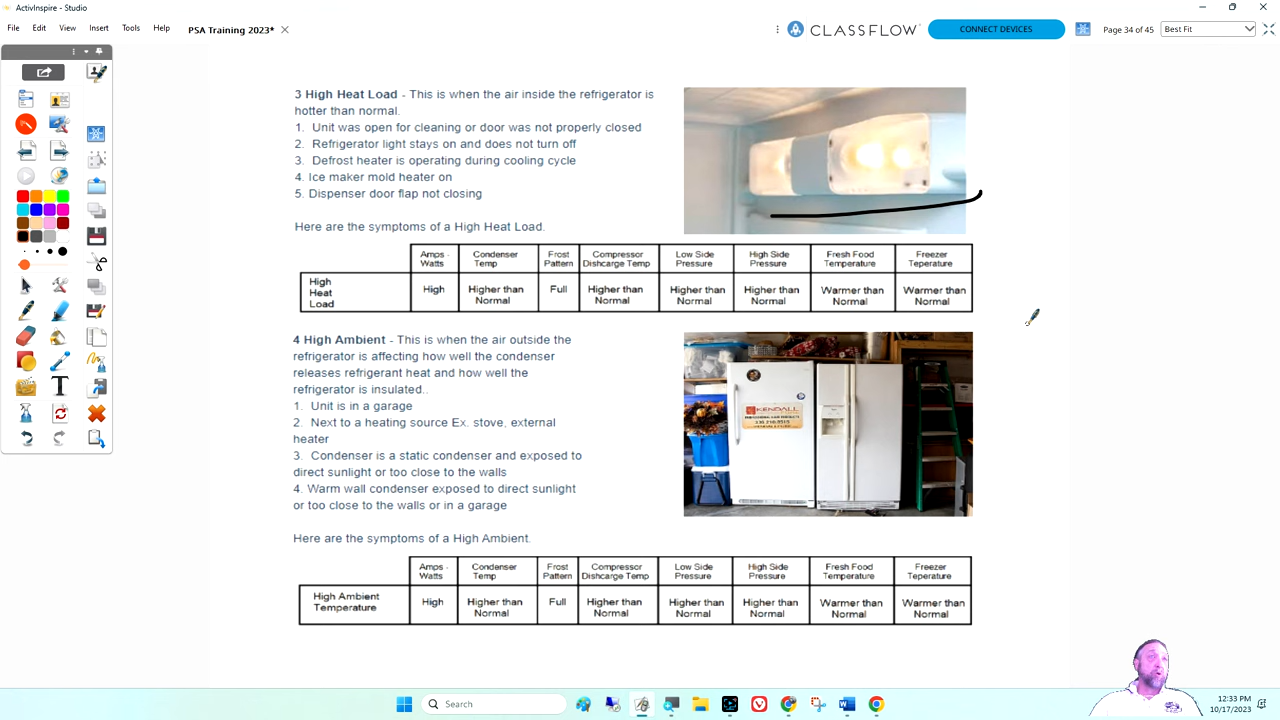 ActivInspire - Studio
File Edit View Insert Tools Help PSA Training 2023*
CLASSFLOW CONNECT DEVICES Page 34 of 45 Best Fit
3 High Heat Load - This is when the air inside the refrigerator is
hotter than normal.
1. Unit was open for cleaning or door was not properly closed
2. Refrigerator light stays on and does not turn off
3. Defrost heater is operating during cooling cycle
4. Ice maker mold heater on
5. Dispenser door flap not closing
Here are the symptoms of a High Heat Load.
Amps - Condenser Frost Compressor Low Side High Side Fresh Food Freezer
Watts Temp Pattern Dishcarge Temp Pressure Pressure Temperature Teperature
High
Heat
Load
High Higher than Full Higher than Higher than Higher than Warmer than Warmer than
Normal Normal Normal Normal Normal Normal
4 High Ambient - This is when the air outside the
refrigerator is affecting how well the condenser
releases refrigerant heat and how well the
refrigerator is insulated..
1. Unit is in a garage
2. Next to a heating source Ex. stove, external
heater
3. Condenser is a static condenser and exposed to
direct sunlight or too close to the walls
4. Warm wall condenser exposed to direct sunlight
or too close to the walls or in a garage
KENDALL
Here are the symptoms of a High Ambient.
Amps - Condenser Frost Compressor Low Side High Side Fresh Food Freezer
Watts Temp Pattern Dishcarge Temp Pressure Pressure Temperature Teperature
High Ambient
Temperature
High Higher than Full Higher than Higher than Higher than Warmer than Warmer than
Normal Normal Normal Normal Normal Normal
Search
12:33 PM
10/17/2023